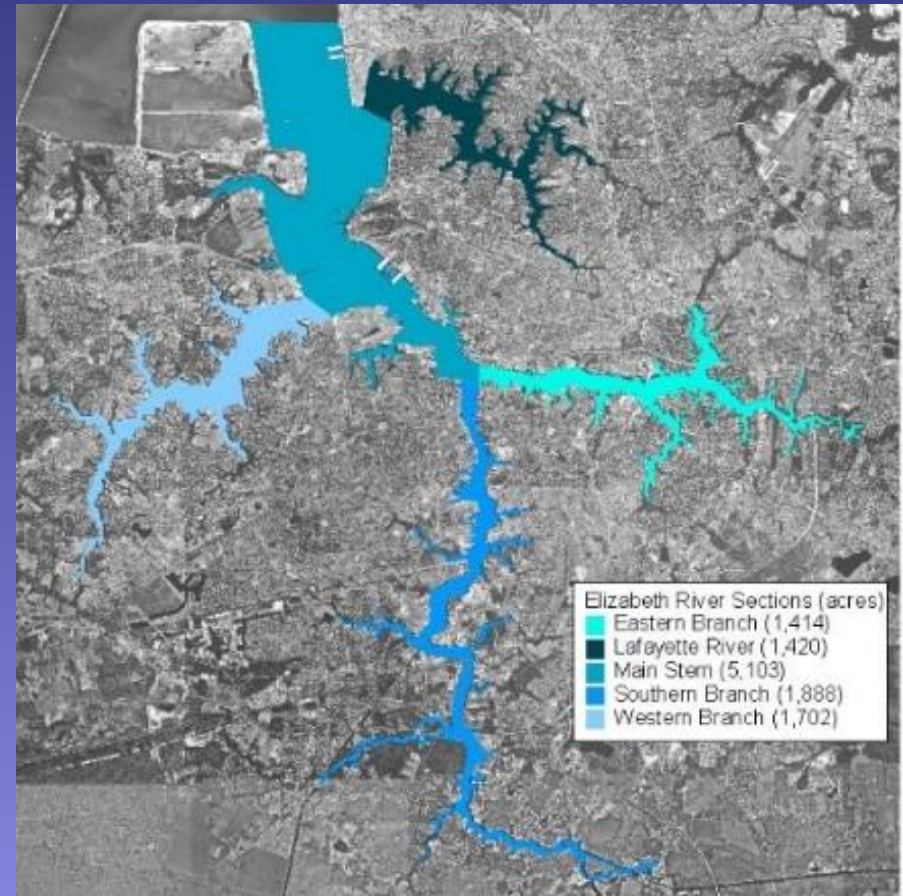 Elizabeth River Sections (acres)
Eastern Branch (1,414)
Lafayette River (1,420)
Main Stem (5,103)
Southern Branch (1,888)
Western Branch (1,702)